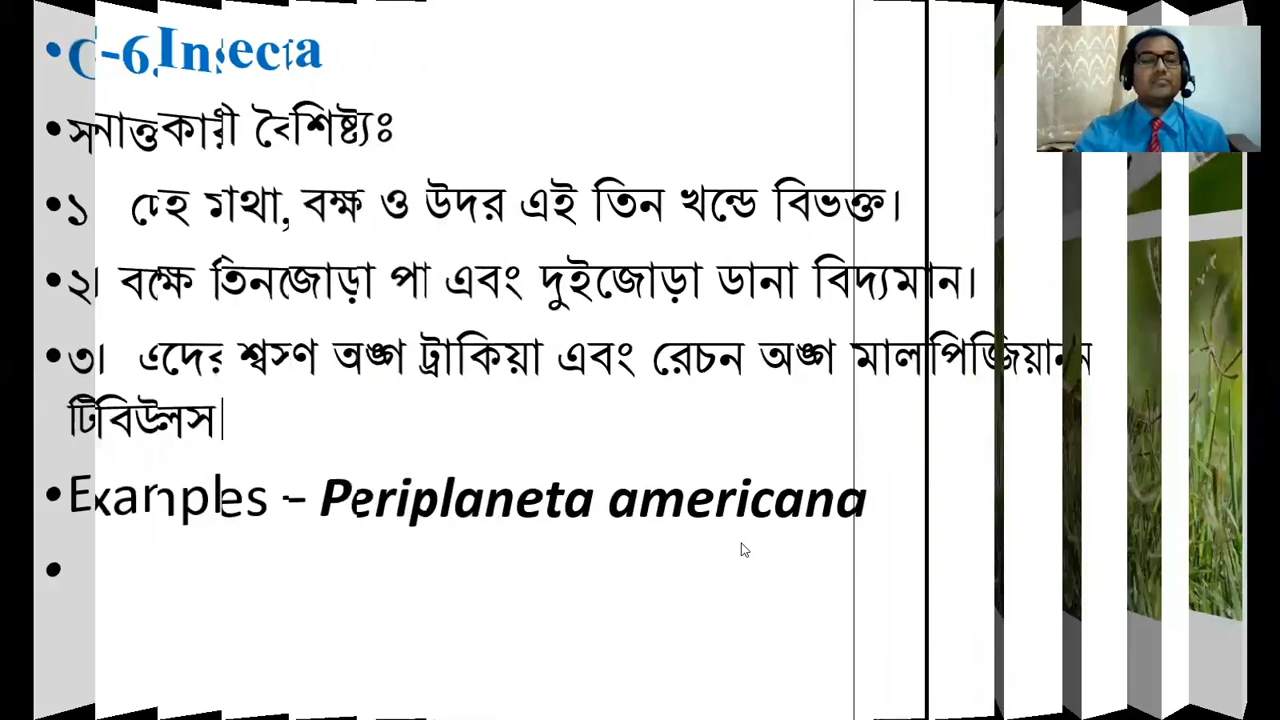 • C-6.Insecta
• সনাত্তকারী বৈশিষ্ট্যঃ
• ১ দেহ মাথা, বক্ষ ও উদর এই তিন খন্ডে বিভক্ত।
• ২। বক্ষে তিনজোড়া পা এবং দুইজোড়া ডানা বিদ্যমান।
• ৩। এদের শ্বসণ অঙ্গ ট্রাকিয়া এবং রেচন অঙ্গ মালপিজিয়ানন
টিবিউলস|
• Examples – Periplaneta americana
•